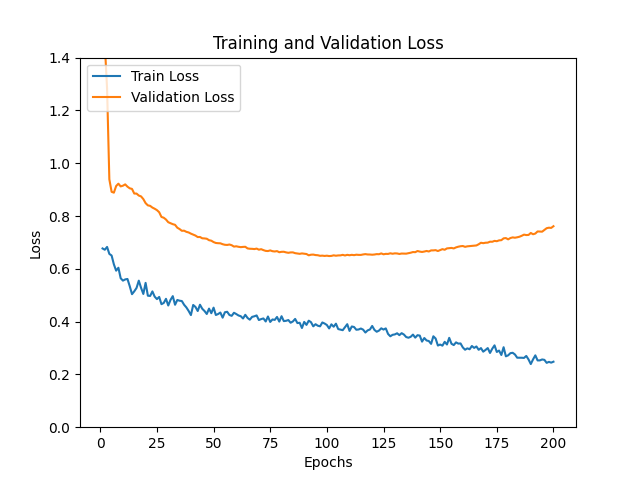 Training and Validation Loss
Train Loss
Validation Loss
Loss
1.4
1.2
1.0
0.8
0.6
0.4
0.2
0.0
0 25 50 75 100 125 150 175 200
Epochs